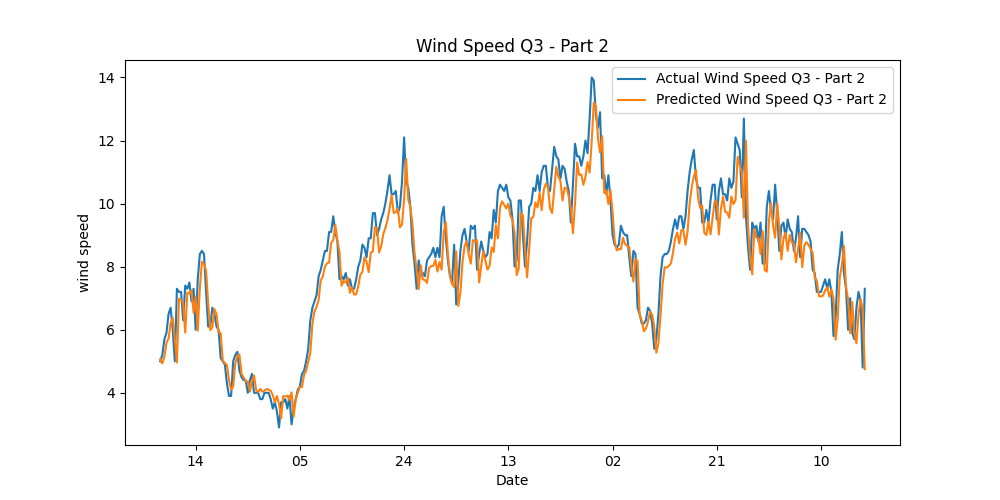 Wind Speed Q3 - Part 2
Actual Wind Speed Q3 - Part 2
Predicted Wind Speed Q3 - Part 2
14
12
10
8
6
4
wind speed
14 05 24 13 02 21 10
Date